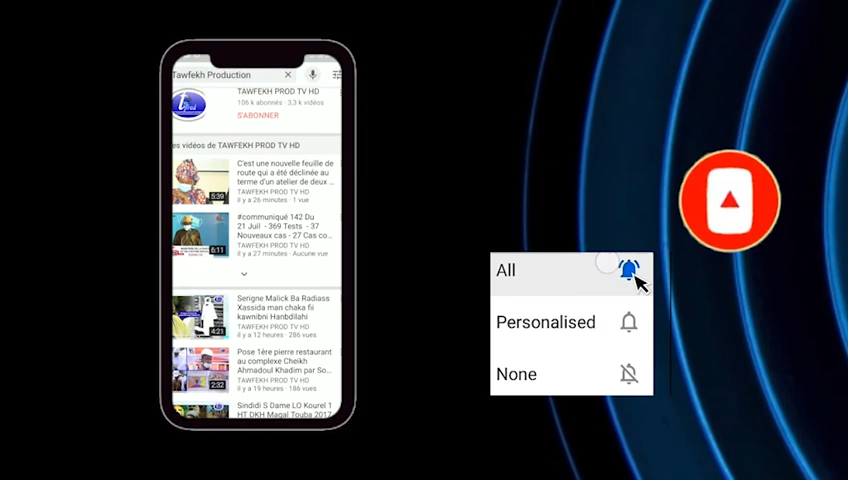 Tawfekh Production
TAWFEKH PROD TV HD
106 k abonnés · 3,3 k vidéos
S'ABONNER
es vidéos de TAWFEKH PROD TV HD
C'est une nouvelle feuille de
route qui a été déclinée au
terme d'un atelier de deux ...
TAWFEKH PROD TV HD
il y a 26 minutes · 1 vue
5:39
#communiqué 142 Du
21 Juil - 369 Tests - 37
Nouveaux cas - 27 Cas co...
TAWFEKH PROD TV HD
il y a 27 minutes · Aucune vue
6:11
Serigne Malick Ba Radiass
Xassida man chaka fii
kawnibni Hanbdilahi
TAWFEKH PROD TV HD
il y a 12 heures · 286 vues
4:21
Pose 1ère pierre restaurant
au complexe Cheikh
Ahmadoul Khadim par So...
TAWFEKH PROD TV HD
il y a 19 heures · 186 vues
2:32
Sindidi S Dame LO Kourel 1
HT DKH Magal Touba 2017
All
Personalised
None